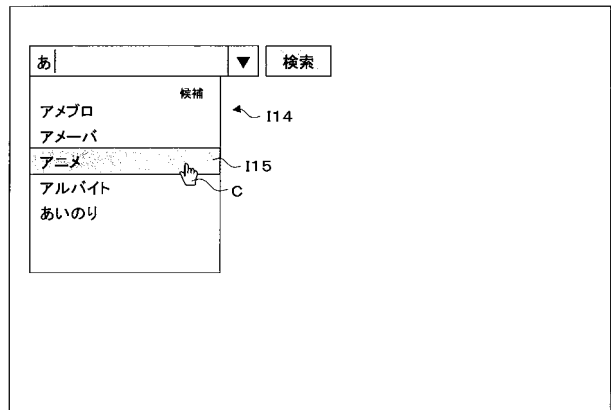 あ ▼ 検索
候補
アメブロ
I14
アメーバ
アニメ
I15
アルバイト
C
あいのり